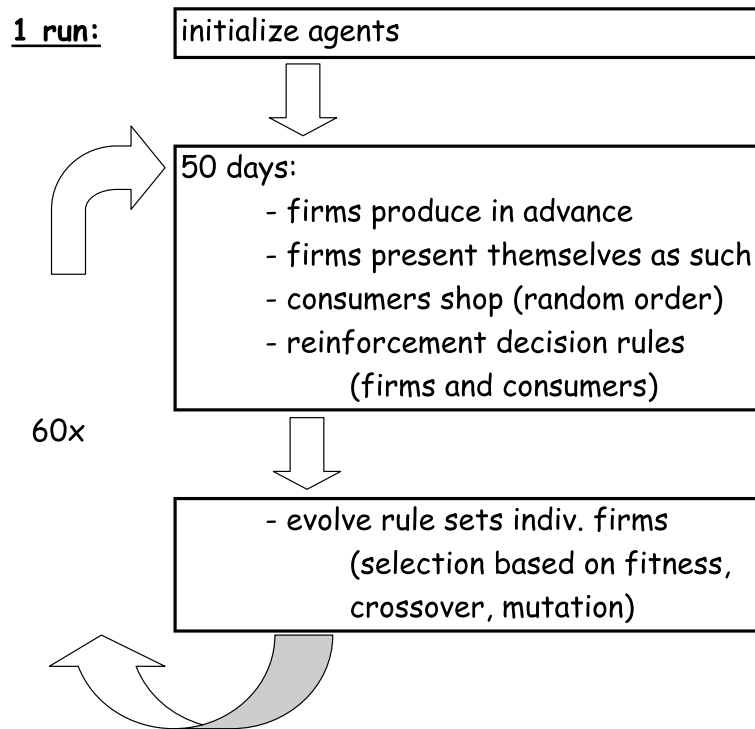 1 run:
initialize agents
50 days:
- firms produce in advance
- firms present themselves as such
- consumers shop (random order)
- reinforcement decision rules
(firms and consumers)
60x
- evolve rule sets indiv. firms
(selection based on fitness,
crossover, mutation)